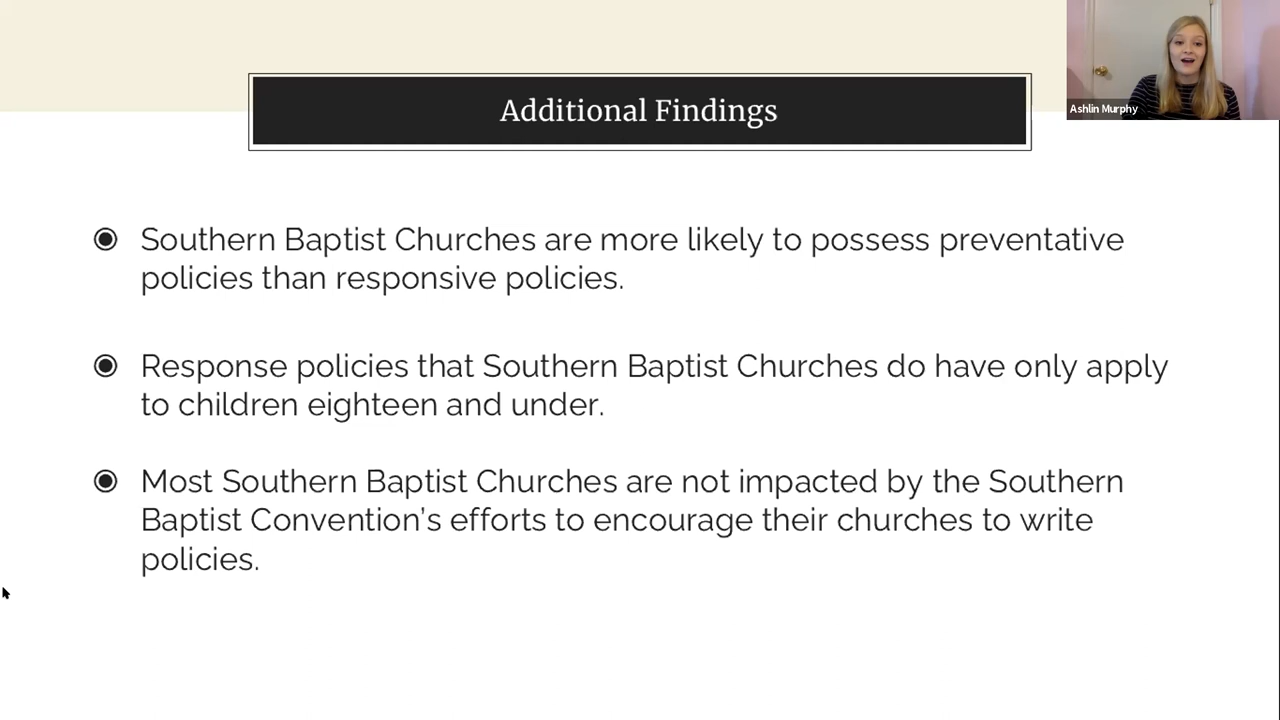 Additional Findings
Ashlin Murphy
Southern Baptist Churches are more likely to possess preventative
policies than responsive policies.
Response policies that Southern Baptist Churches do have only apply
to children eighteen and under.
Most Southern Baptist Churches are not impacted by the Southern
Baptist Convention's efforts to encourage their churches to write
policies.